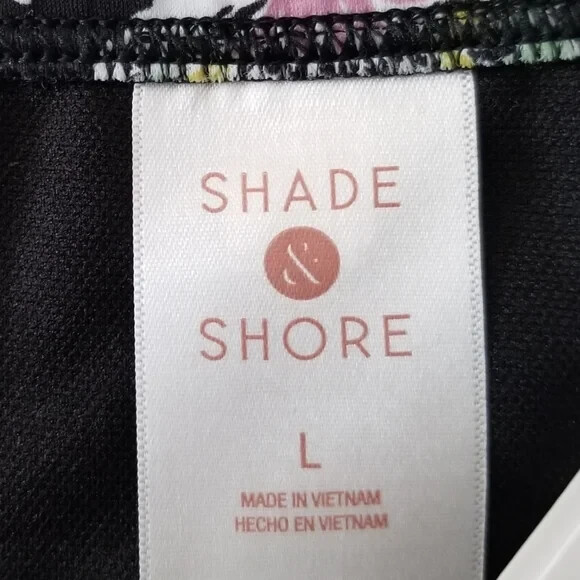 SHADE
&
SHORE
L
MADE IN VIETNAM
HECHO EN VIETNAM